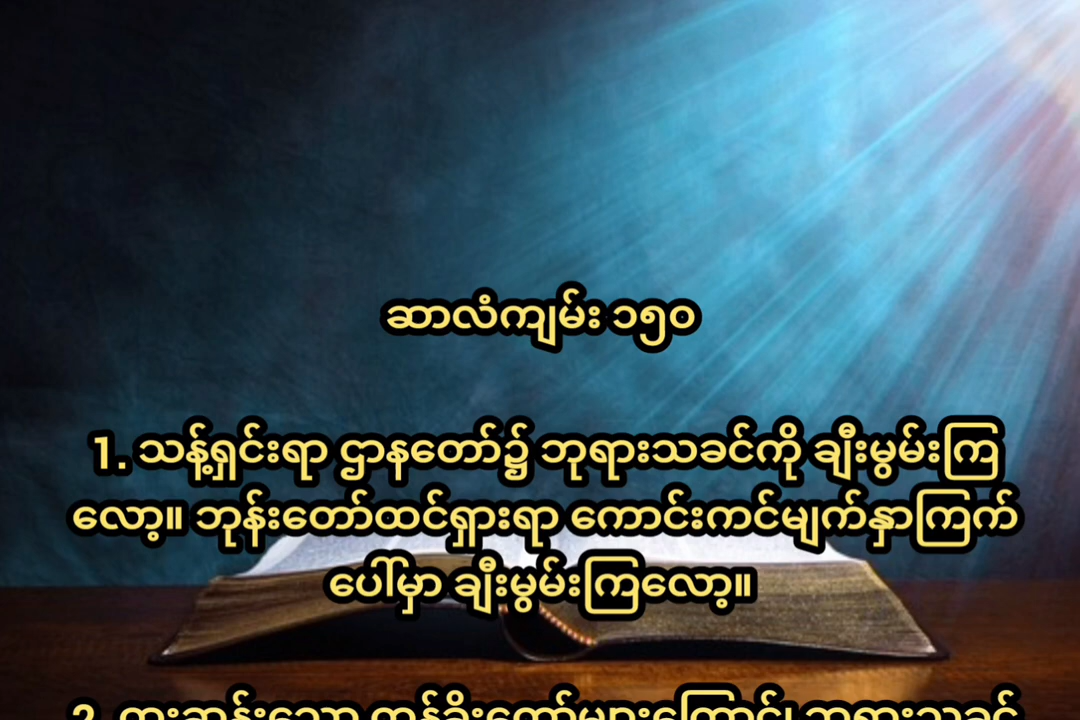 ဆာလံကျမ်း ၁၅၀
1. သန့်ရှင်းရာ ဌာနတော်၌ ဘုရားသခင်ကို ချီးမွမ်းကြ
လော့။ ဘုန်းတော်ထင်ရှားရာ ကောင်းကင်မျက်နှာကြက်
ပေါ်မှာ ချီးမွမ်းကြလော့။